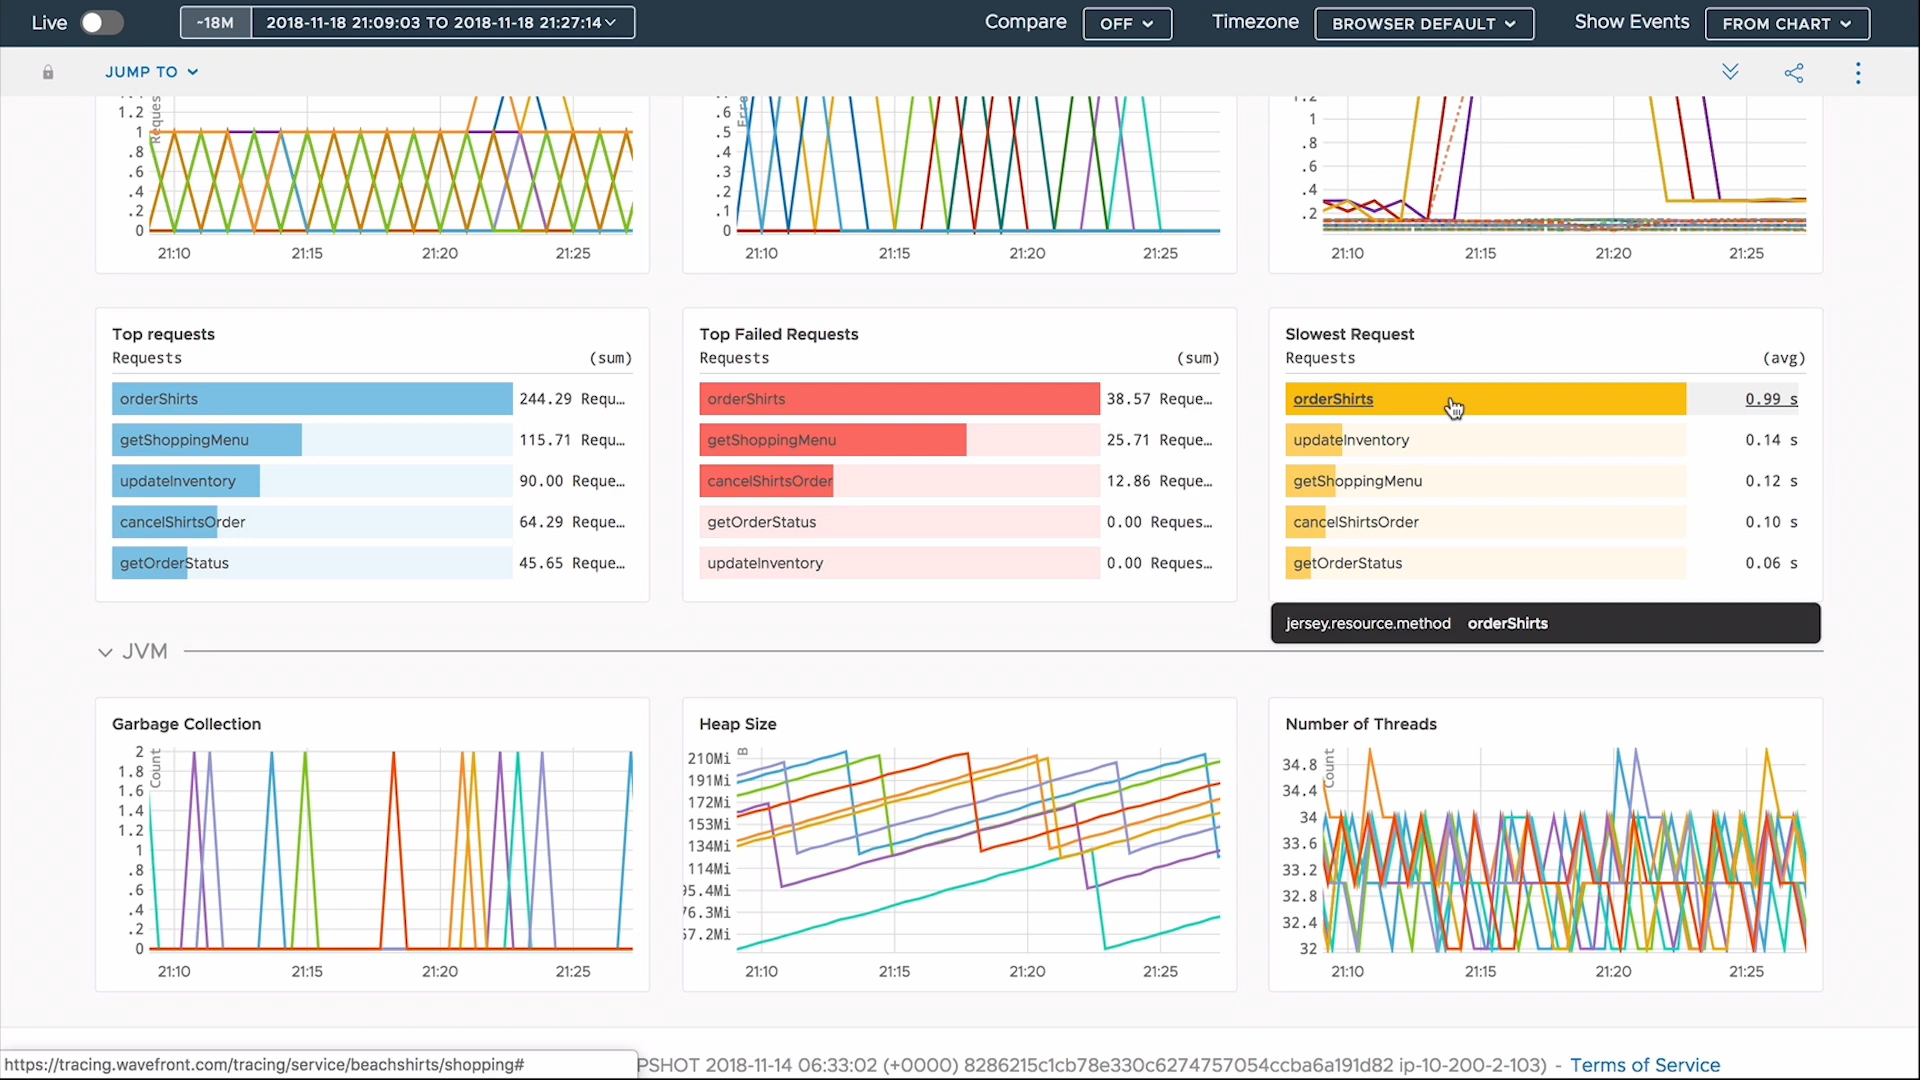 Live
~18M 2018-11-18 21:09:03 TO 2018-11-18 21:27:14
Compare OFF
Timezone BROWSER DEFAULT
Show Events FROM CHART
JUMP TO
1.2
1
.8
.6
.4
.2
0
Reques
21:10 21:15 21:20 21:25
.6
.5
.4
.3
.2
.1
0
21:10 21:15 21:20 21:25
1.2
1
.8
.6
.4
.2
21:10 21:15 21:20 21:25
Top requests
Requests (sum)
orderShirts 244.29 Requ…
getShoppingMenu 115.71 Requ…
updateInventory 90.00 Reque…
cancelShirtsOrder 64.29 Reque…
getOrderStatus 45.65 Reque…
Top Failed Requests
Requests (sum)
orderShirts 38.57 Reque…
getShoppingMenu 25.71 Reque…
cancelShirtsOrder 12.86 Reque…
getOrderStatus 0.00 Reques…
updateInventory 0.00 Reques…
Slowest Request
Requests (avg)
orderShirts 0.99 s
updateInventory 0.14 s
getShoppingMenu 0.12 s
cancelShirtsOrder 0.10 s
getOrderStatus 0.06 s
jersey.resource.method orderShirts
JVM
Garbage Collection
2
1.8
1.6
1.4
1.2
1
.8
.6
.4
.2
0
Count
21:10 21:15 21:20 21:25
Heap Size
210Mi
191Mi
172Mi
153Mi
134Mi
114Mi
95.4Mi
76.3Mi
57.2Mi
B
21:10 21:15 21:20 21:25
Number of Threads
34.8
34.4
34
33.6
33.2
32.8
32.4
32
Count
21:10 21:15 21:20 21:25
https://tracing.wavefront.com/tracing/service/beachshirts/shopping#
PSHOT 2018-11-14 06:33:02 (+0000) 8286215c1cb78e330c6274757054ccba6a191d82 ip-10-200-2-103) - Terms of Service